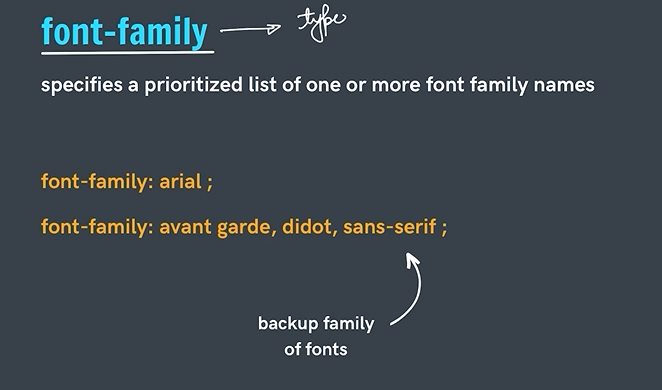 font-family → type
specifies a prioritized list of one or more font family names
font-family: arial ;
font-family: avant garde, didot, sans-serif ;
backup family
of fonts